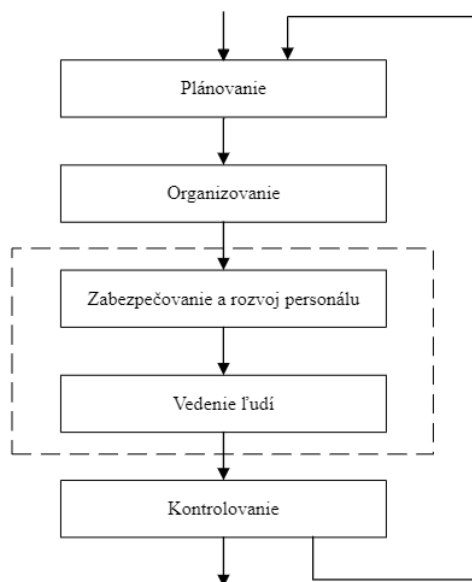 Plánovanie
Organizovanie
Zabezpečovanie a rozvoj personálu
Vedenie ľudí
Kontrolovanie